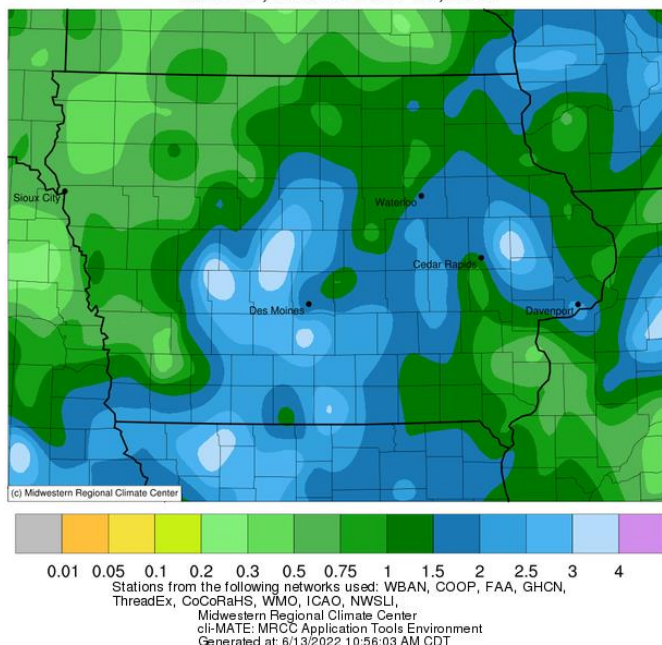 Sioux City
Waterloo
Cedar Rapids
Des Moines
Davenport
(c) Midwestern Regional Climate Center
0.01 0.05 0.1 0.2 0.3 0.5 0.75 1 1.5 2 2.5 3 4
Stations from the following networks used: WBAN, COOP, FAA, GHCN,
ThreadEx, CoCoRaHS, WMO, ICAO, NWSLI,
Midwestern Regional Climate Center
cli-MATE: MRCC Application Tools Environment
Generated at: 6/13/2022 10:56:03 AM CDT